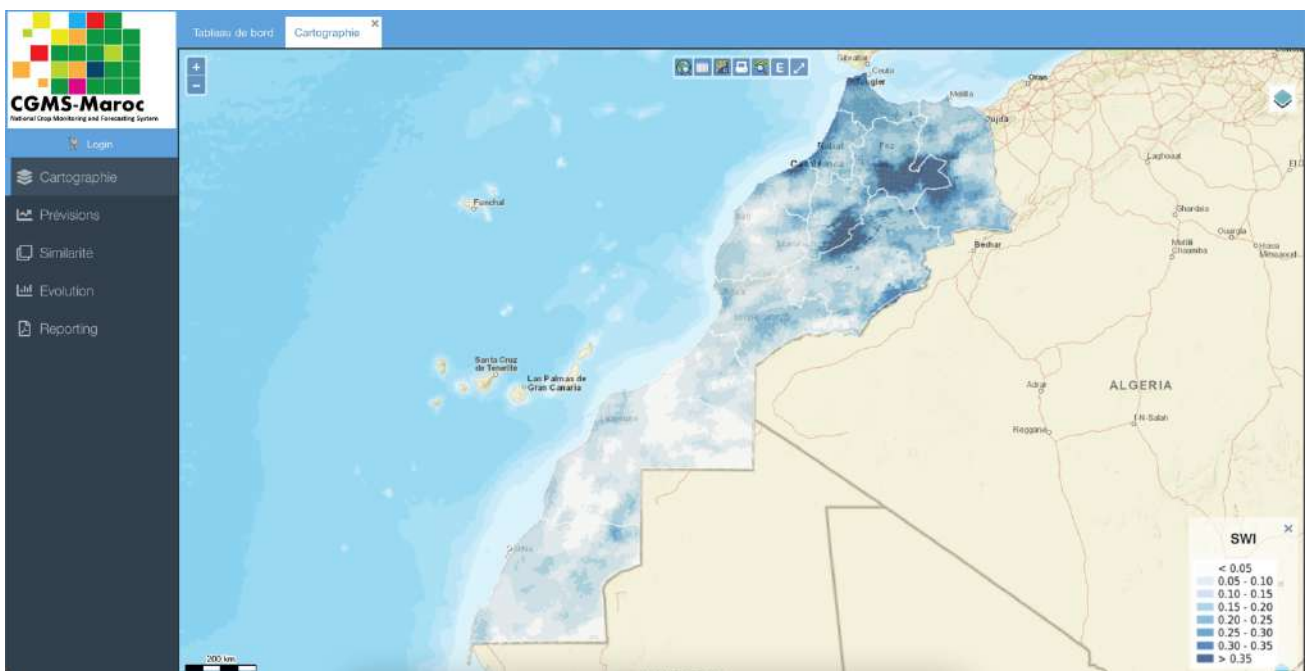 CGMS-Maroc
National Crop Monitoring and Forecasting System
Login
Cartographie
Prévisions
Similarité
Evolution
Reporting
Tableau de bord
Cartographie
×
+
−
E
Gibraltar
Ceuta
Melilla
Oran
Oujda
Rabat
Fez
Casablanca
Laghouat
Funchal
Ghardaia
Ouargla
Bechar
Metlili
Chaamba
Hassi
Santa Cruz
de Tenerife
Las Palmas de
Gran Canaria
Adrar
ALGERIA
I-N-Salah
Reggane
200 km
SWI
×
< 0.05
0.05 - 0.10
0.10 - 0.15
0.15 - 0.20
0.20 - 0.25
0.25 - 0.30
0.30 - 0.35
> 0.35